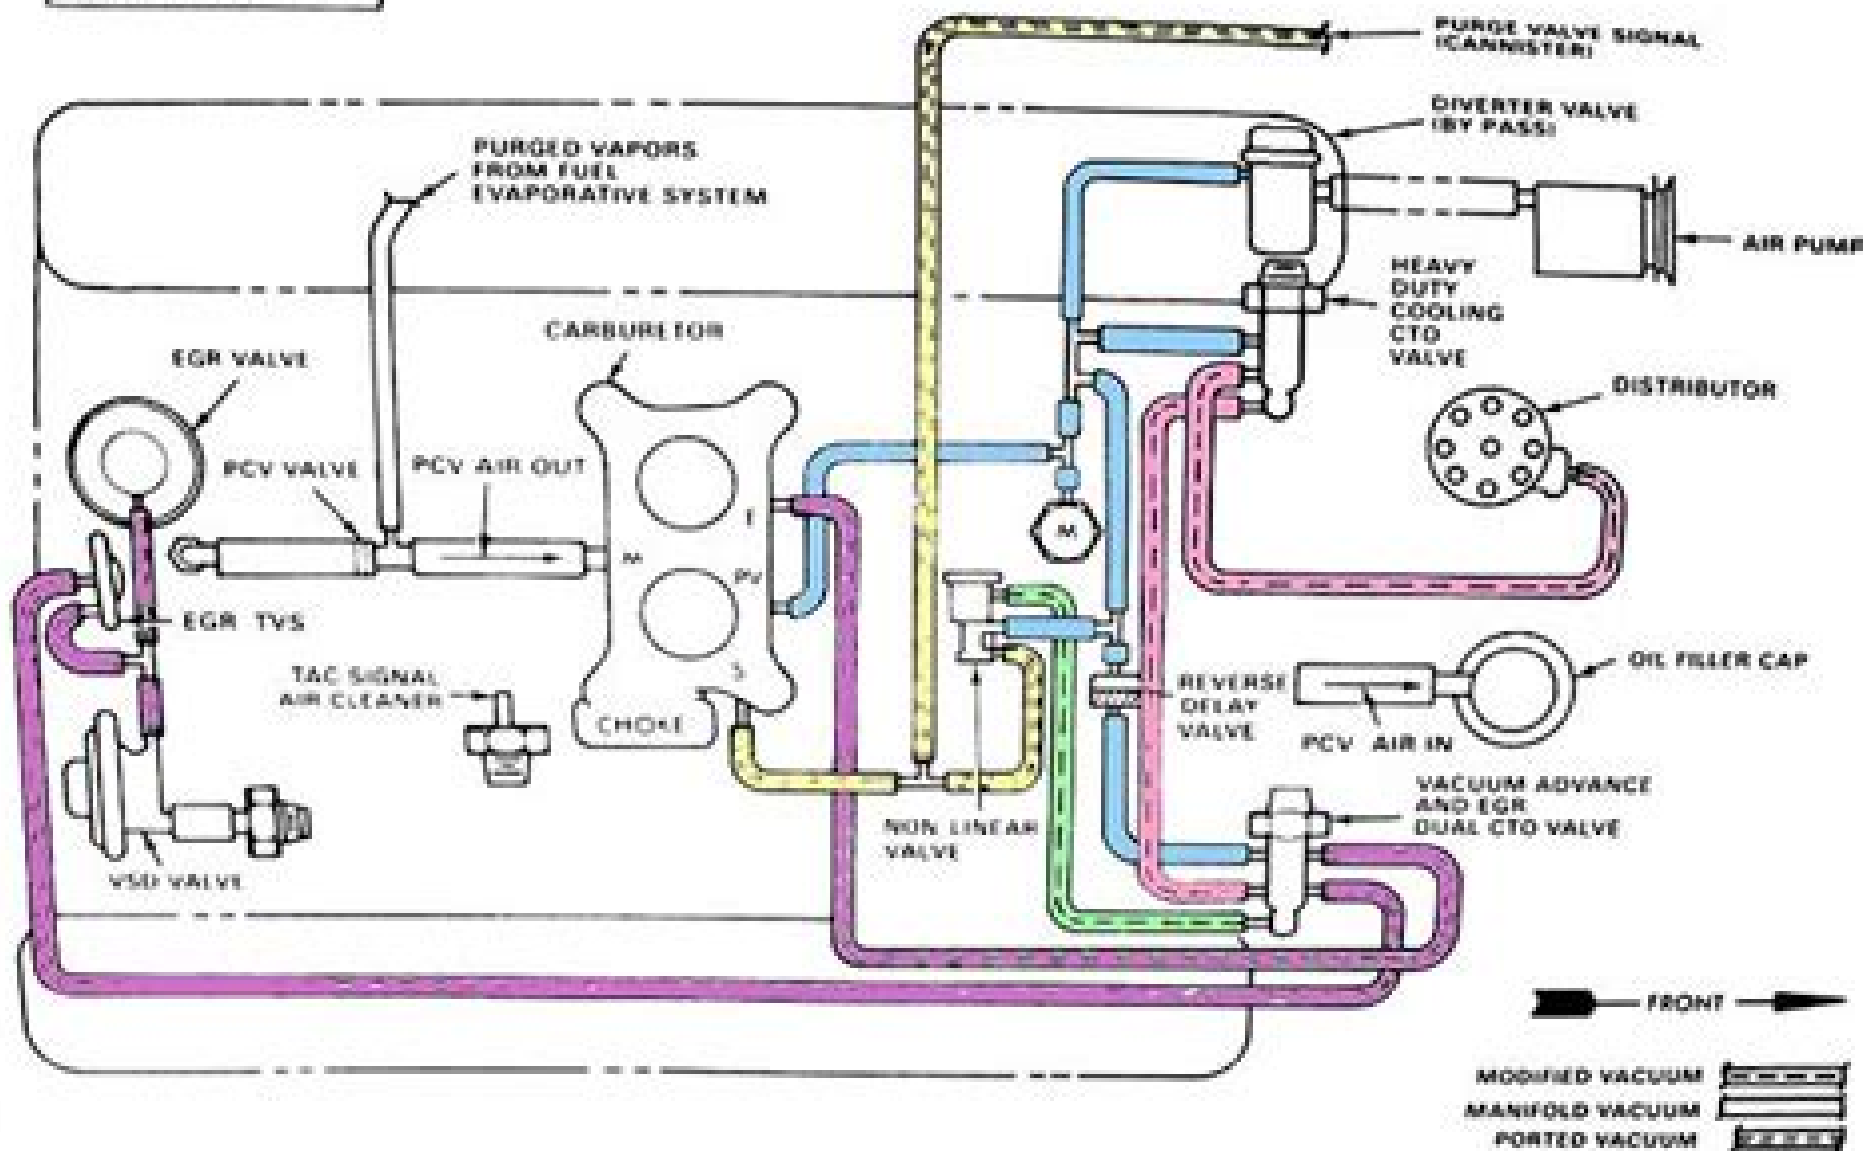 PURGE VALVE SIGNAL
(CANNISTER)
DIVERTER VALVE
(BY PASS)
PURGED VAPORS
FROM FUEL
EVAPORATIVE SYSTEM
AIR PUMP
HEAVY
DUTY
COOLING
CTO
VALVE
CARBURETOR
EGR VALVE
DISTRIBUTOR
PCV VALVE
PCV AIR OUT
E
M
M
PV
EGR TVS
S
TAC SIGNAL
AIR CLEANER
CHOKE
REVERSE
DELAY
VALVE
OIL FILLER CAP
PCV AIR IN
VACUUM ADVANCE
AND EGR
DUAL CTO VALVE
NON LINEAR
VALVE
VSD VALVE
FRONT
MODIFIED VACUUM
MANIFOLD VACUUM
PORTED VACUUM